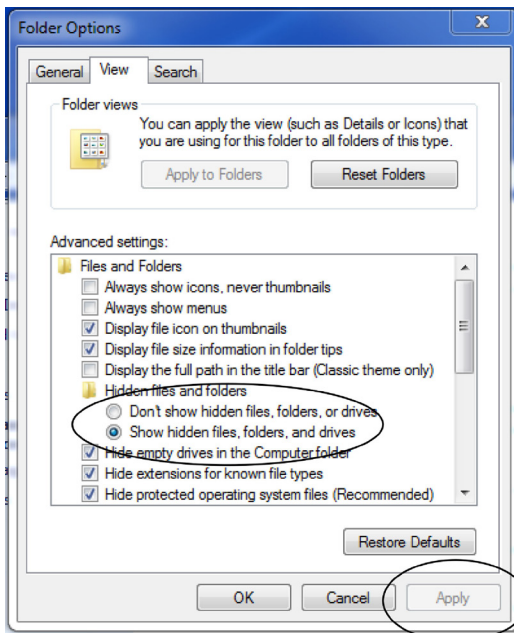 Folder Options
General View Search
Folder views
You can apply the view (such as Details or Icons) that
you are using for this folder to all folders of this type.
Apply to Folders Reset Folders
Advanced settings:
Files and Folders
Always show icons, never thumbnails
Always show menus
Display file icon on thumbnails
Display file size information in folder tips
Display the full path in the title bar (Classic theme only)
Hidden files and folders
Don't show hidden files, folders, or drives
Show hidden files, folders, and drives
Hide empty drives in the Computer folder
Hide extensions for known file types
Hide protected operating system files (Recommended)
Restore Defaults
OK Cancel Apply